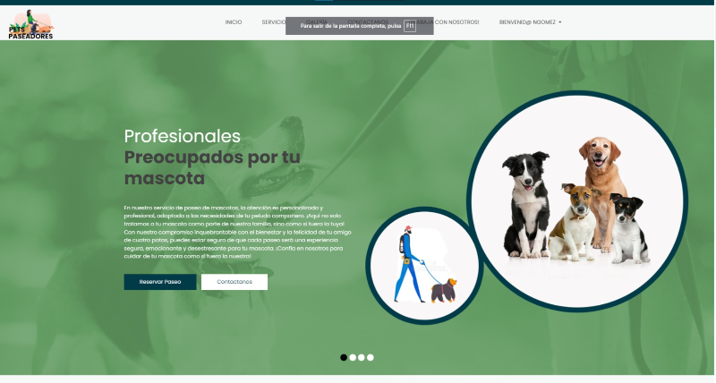 PETS
PASEADORES
INICIO
SERVICIO
CON NOSOTROS!
BIENVENID@ NGOMEZ
Para salir de la pantalla completa, pulsa F11
Profesionales
Preocupados por tu
mascota
En nuestro servicio de paseo de mascotas, la atención es personalizada y
profesional, adaptada a las necesidades de tu peludo compañero. ¡Aquí no solo
tratamos a tu mascota como parte de nuestra familia, sino como si fuera la tuya!
Con nuestro compromiso inquebrantable con el bienestar y la felicidad de tu amigo
de cuatro patas, puedes estar seguro de que cada paseo será una experiencia
segura, emocionante y desestresante para tu mascota. ¡Confía en nosotros para
cuidar de tu mascota como si fuera la nuestra!
Reservar Paseo
Contactanos